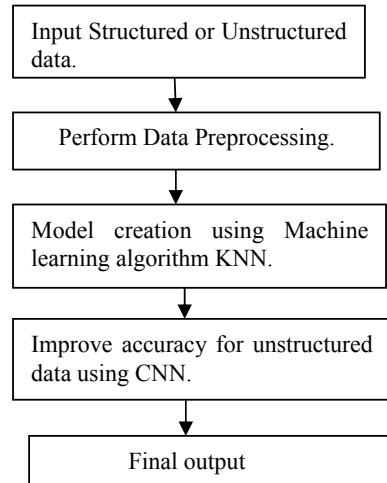 Input Structured or Unstructured
data.
Perform Data Preprocessing.
Model creation using Machine
learning algorithm KNN.
Improve accuracy for unstructured
data using CNN.
Final output